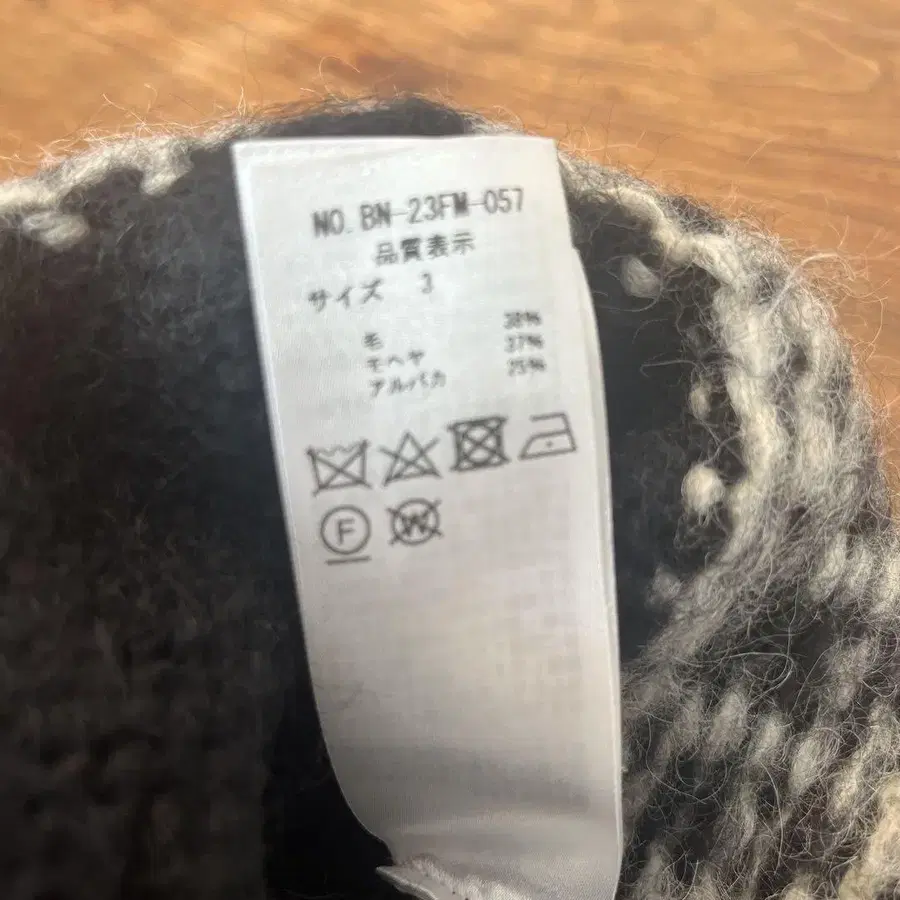 NO. BN-23FM-057
品質表示
サイズ 3
毛 38%
モヘヤ 37%
アルパカ 25%
F
W